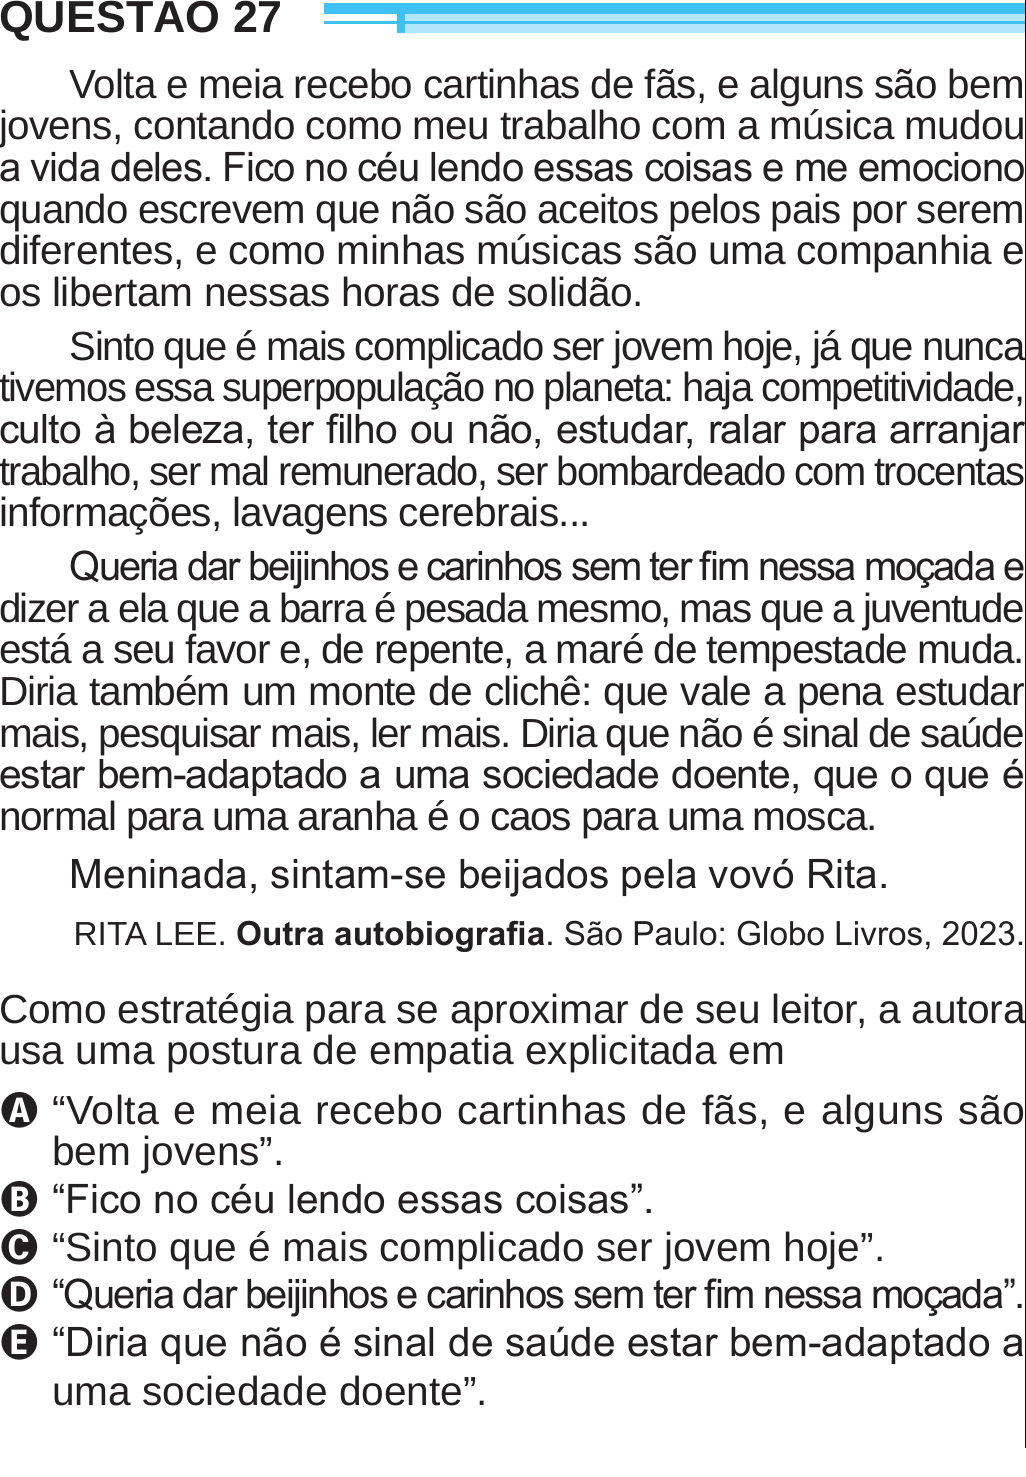 QUESTÃO 27
Volta e meia recebo cartinhas de fãs, e alguns são bem
jovens, contando como meu trabalho com a música mudou
a vida deles. Fico no céu lendo essas coisas e me emociono
quando escrevem que não são aceitos pelos pais por serem
diferentes, e como minhas músicas são uma companhia e
os libertam nessas horas de solidão.
Sinto que é mais complicado ser jovem hoje, já que nunca
tivemos essa superpopulação no planeta: haja competitividade,
culto à beleza, ter filho ou não, estudar, ralar para arranjar
trabalho, ser mal remunerado, ser bombardeado com trocentas
informações, lavagens cerebrais...
Queria dar beijinhos e carinhos sem ter fim nessa moçada e
dizer a ela que a barra é pesada mesmo, mas que a juventude
está a seu favor e, de repente, a maré de tempestade muda.
Diria também um monte de clichê: que vale a pena estudar
mais, pesquisar mais, ler mais. Diria que não é sinal de saúde
estar bem-adaptado a uma sociedade doente, que o que é
normal para uma aranha é o caos para uma mosca.
Meninada, sintam-se beijados pela vovó Rita.
RITA LEE. Outra autobiografia. São Paulo: Globo Livros, 2023.
Como estratégia para se aproximar de seu leitor, a autora
usa uma postura de empatia explicitada em
A “Volta e meia recebo cartinhas de fãs, e alguns são
bem jovens”.
B “Fico no céu lendo essas coisas”.
C “Sinto que é mais complicado ser jovem hoje”.
D “Queria dar beijinhos e carinhos sem ter fim nessa moçada”.
E “Diria que não é sinal de saúde estar bem-adaptado a
uma sociedade doente”.